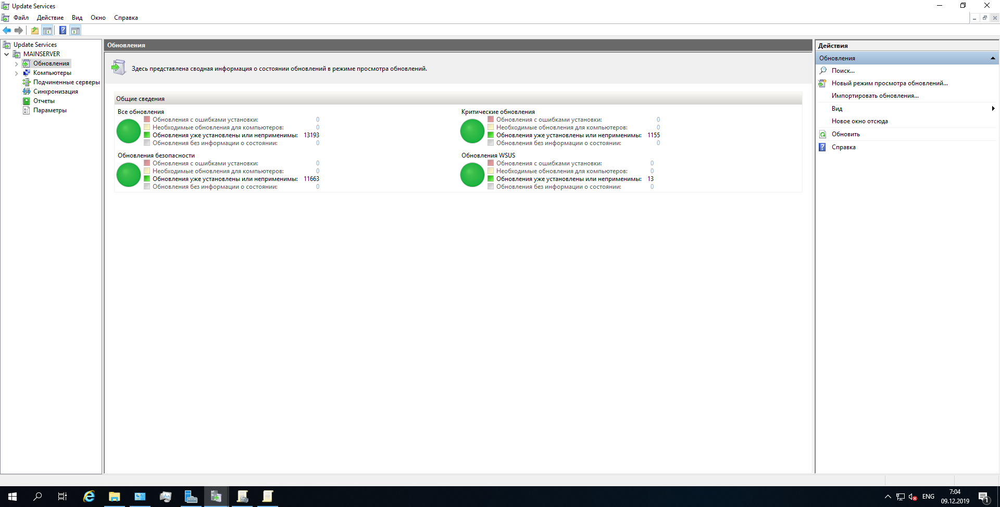 Update Services
Файл Действие Вид Окно Справка
Update Services
MAINSERVER
Обновления
Компьютеры
Подчиненные серверы
Синхронизация
Отчеты
Параметры
Обновления
Здесь представлена сводная информация о состоянии обновлений в режиме просмотра обновлений.
Общие сведения
Все обновления
Обновления с ошибками установки: 0
Необходимые обновления для компьютеров: 0
Обновления уже установлены или неприменимы: 13193
Обновления без информации о состоянии: 0
Критические обновления
Обновления с ошибками установки: 0
Необходимые обновления для компьютеров: 0
Обновления уже установлены или неприменимы: 1155
Обновления без информации о состоянии: 0
Обновления безопасности
Обновления с ошибками установки: 0
Необходимые обновления для компьютеров: 0
Обновления уже установлены или неприменимы: 11663
Обновления без информации о состоянии: 0
Обновления WSUS
Обновления с ошибками установки: 0
Необходимые обновления для компьютеров: 0
Обновления уже установлены или неприменимы: 13
Обновления без информации о состоянии: 0
Действия
Обновления
Поиск...
Новый режим просмотра обновлений...
Импортировать обновления...
Вид
Новое окно отсюда
Обновить
Справка
ENG
7:04
09.12.2019
1